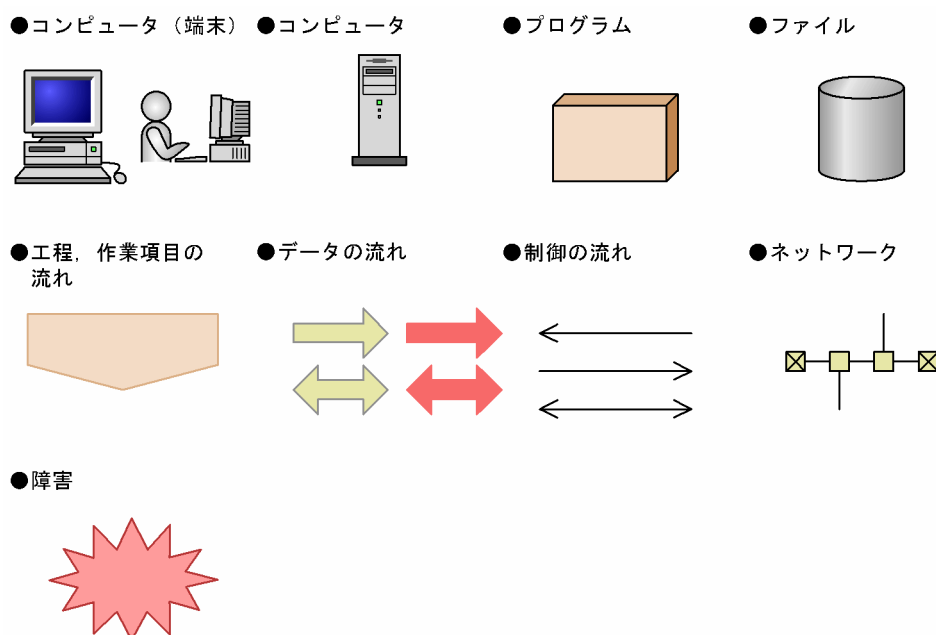 ●コンピュータ（端末） ●コンピュータ ●プログラム ●ファイル
●工程，作業項目の流れ ●データの流れ ●制御の流れ ●ネットワーク
●障害